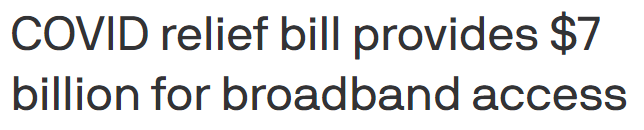 COVID relief bill provides $7
billion for broadband access